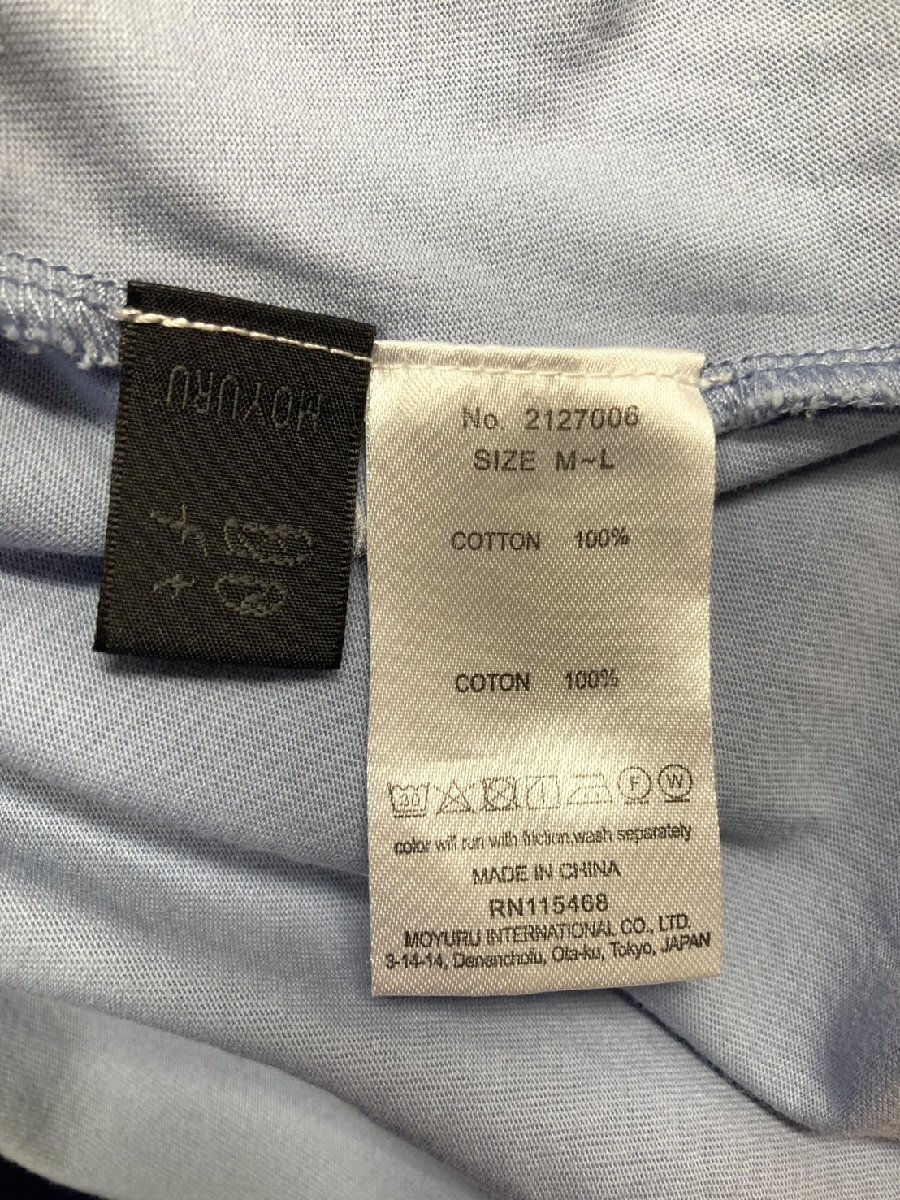 MOYURU
No. 2127006
SIZE M~L
COTTON 100%
COTON 100%
30
F
W
color will run with friction,wash separately
MADE IN CHINA
RN115468
MOYURU INTERNATIONAL CO., LTD.
3-14-14, Denenchofu, Ota-ku, Tokyo, JAPAN